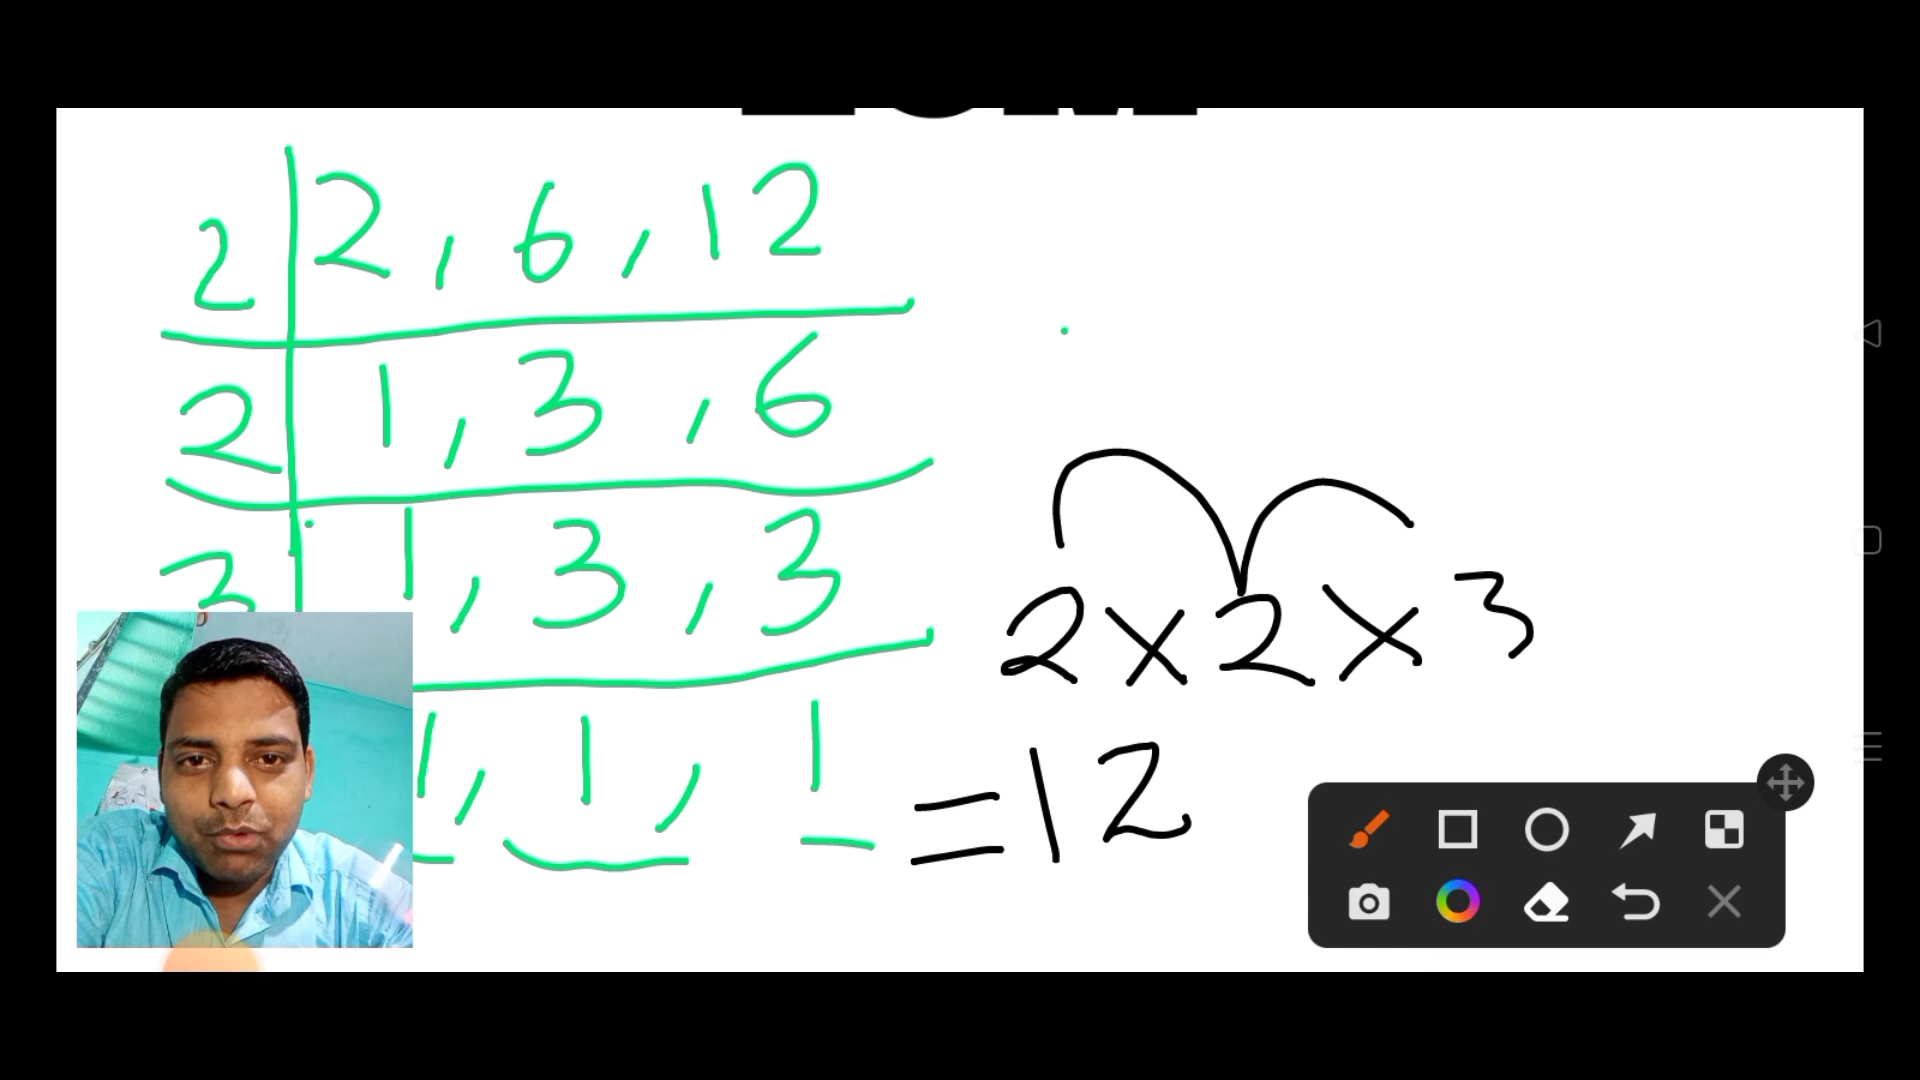 2 | 2, 6, 12
2 | 1, 3, 6
3 | 1, 3, 3
1, 1, 1
2 x 2 x 3
= 12